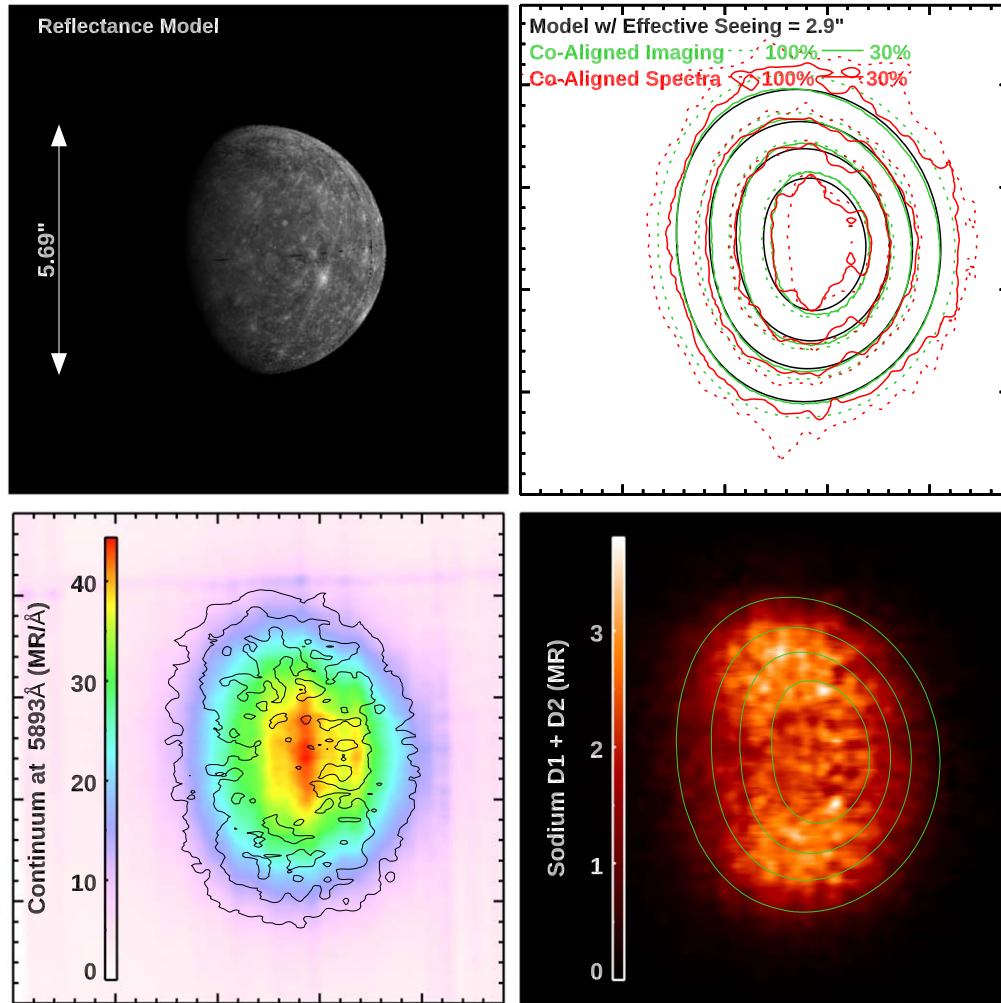 Reflectance Model
5.69"
Model w/ Effective Seeing = 2.9"
Co-Aligned Imaging 100% 30%
Co-Aligned Spectra 100% 30%
Continuum at 5893Å (MR/Å)
40
30
20
10
0
Sodium D1 + D2 (MR)
3
2
1
0